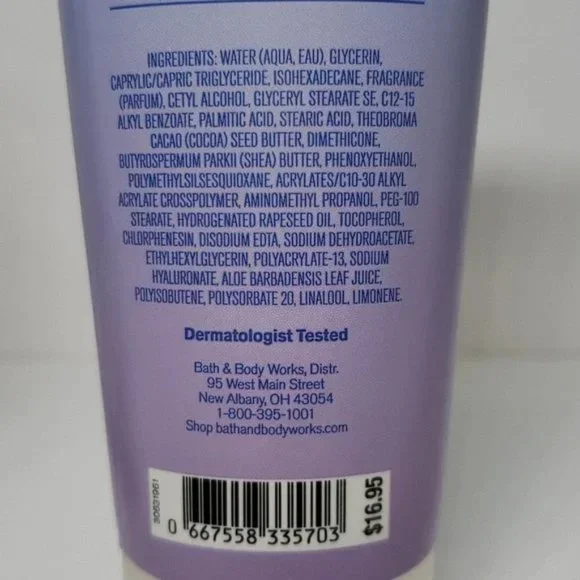 INGREDIENTS: WATER (AQUA, EAU), GLYCERIN,
CAPRYLIC/CAPRIC TRIGLYCERIDE, ISOHEXADECANE, FRAGRANCE
(PARFUM), CETYL ALCOHOL, GLYCERYL STEARATE SE, C12-15
ALKYL BENZOATE, PALMITIC ACID, STEARIC ACID, THEOBROMA
CACAO (COCOA) SEED BUTTER, DIMETHICONE,
BUTYROSPERMUM PARKII (SHEA) BUTTER, PHENOXYETHANOL,
POLYMETHYLSILSESQUIOXANE, ACRYLATES/C10-30 ALKYL
ACRYLATE CROSSPOLYMER, AMINOMETHYL PROPANOL, PEG-100
STEARATE, HYDROGENATED RAPESEED OIL, TOCOPHEROL,
CHLORPHENESIN, DISODIUM EDTA, SODIUM DEHYDROACETATE,
ETHYLHEXYLGLYCERIN, POLYACRYLATE-13, SODIUM
HYALURONATE, ALOE BARBADENSIS LEAF JUICE,
POLYISOBUTENE, POLYSORBATE 20, LINALOOL, LIMONENE.
Dermatologist Tested
Bath & Body Works, Distr.
95 West Main Street
New Albany, OH 43054
1-800-395-1001
Shop bathandbodyworks.com
30631961
0 667558 335703
$16.95